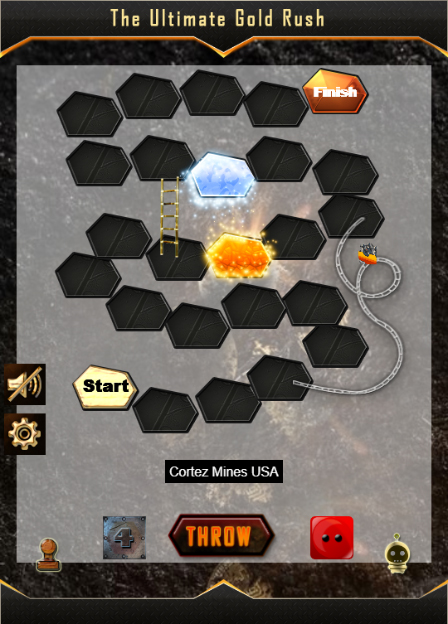 The Ultimate Gold Rush
Finish
Start
Cortez Mines USA
4
THROW